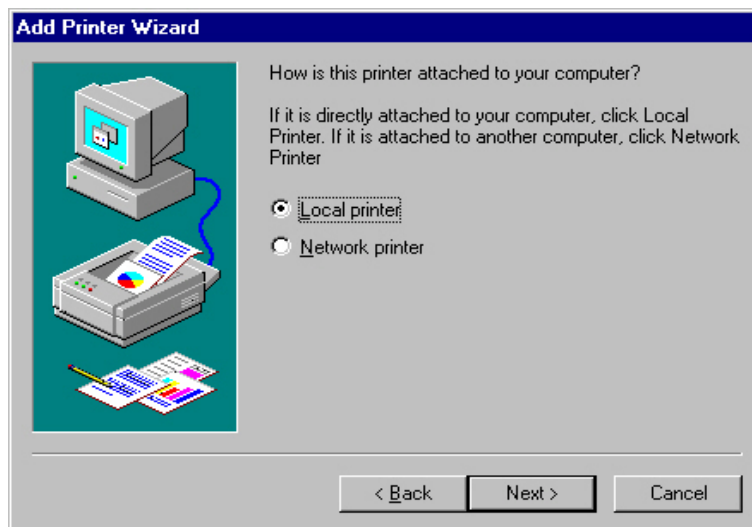 Add Printer Wizard
How is this printer attached to your computer?
If it is directly attached to your computer, click Local
Printer. If it is attached to another computer, click Network
Printer
Local printer
Network printer
< Back
Next >
Cancel